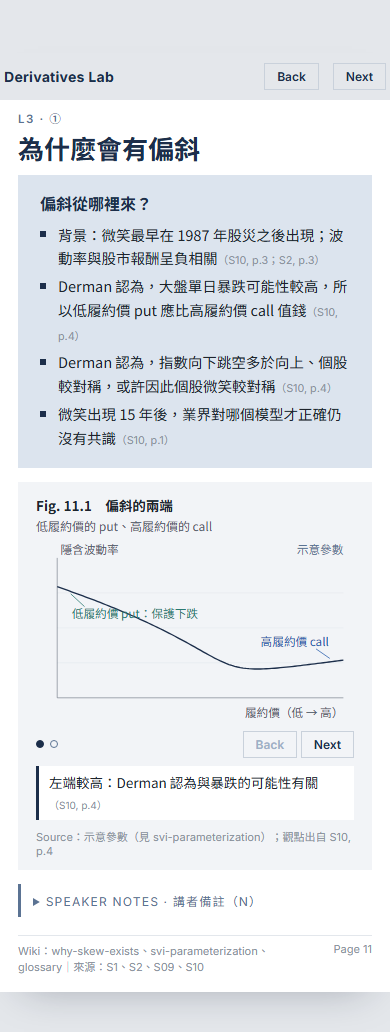 Derivatives Lab
Back
Next
L3 · ①
為什麼會有偏斜
偏斜從哪裡來？
背景：微笑最早在 1987 年股災之後出現；波
動率與股市報酬呈負相關（S10, p.3；S2, p.3）
Derman 認為，大盤單日暴跌可能性較高，所
以低履約價 put 應比高履約價 call 值錢（S10,
p.4）
Derman 認為，指數向下跳空多於向上、個股
較對稱，或許因此個股微笑較對稱（S10, p.4）
微笑出現 15 年後，業界對哪個模型才正確仍
沒有共識（S10, p.1）
Fig. 11.1 偏斜的兩端
低履約價的 put、高履約價的 call
隱含波動率
示意參數
低履約價 put：保護下跌
高履約價 call
履約價（低 → 高）
Back
Next
左端較高：Derman 認為與暴跌的可能性有關
（S10, p.4）
Source：示意參數（見 svi-parameterization）；觀點出自 S10,
p.4
▶ SPEAKER NOTES · 講者備註（N）
Wiki：why-skew-exists、svi-parameterization、
glossary｜來源：S1、S2、S09、S10
Page 11